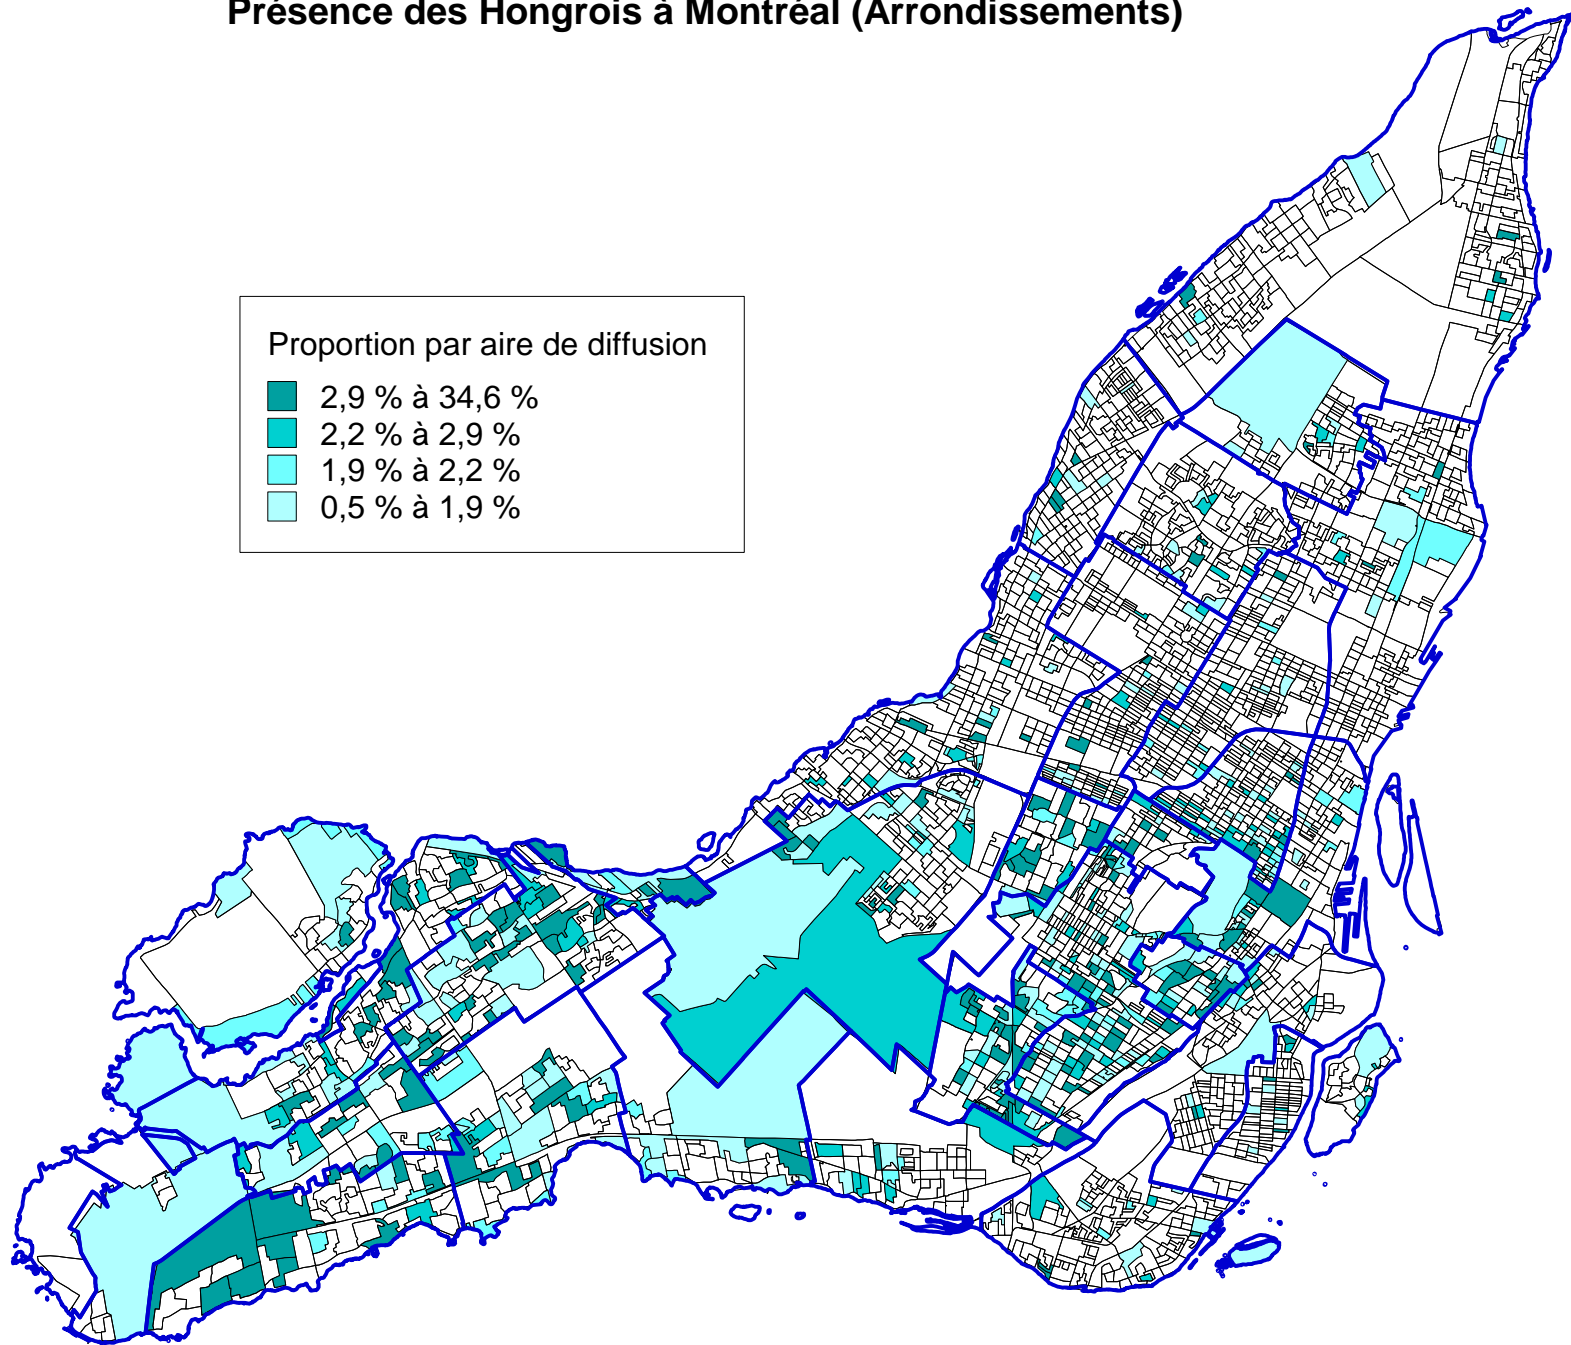 Présence des Hongrois à Montréal (Arrondissements)
Proportion par aire de diffusion
2,9 % à 34,6 %
2,2 % à 2,9 %
1,9 % à 2,2 %
0,5 % à 1,9 %